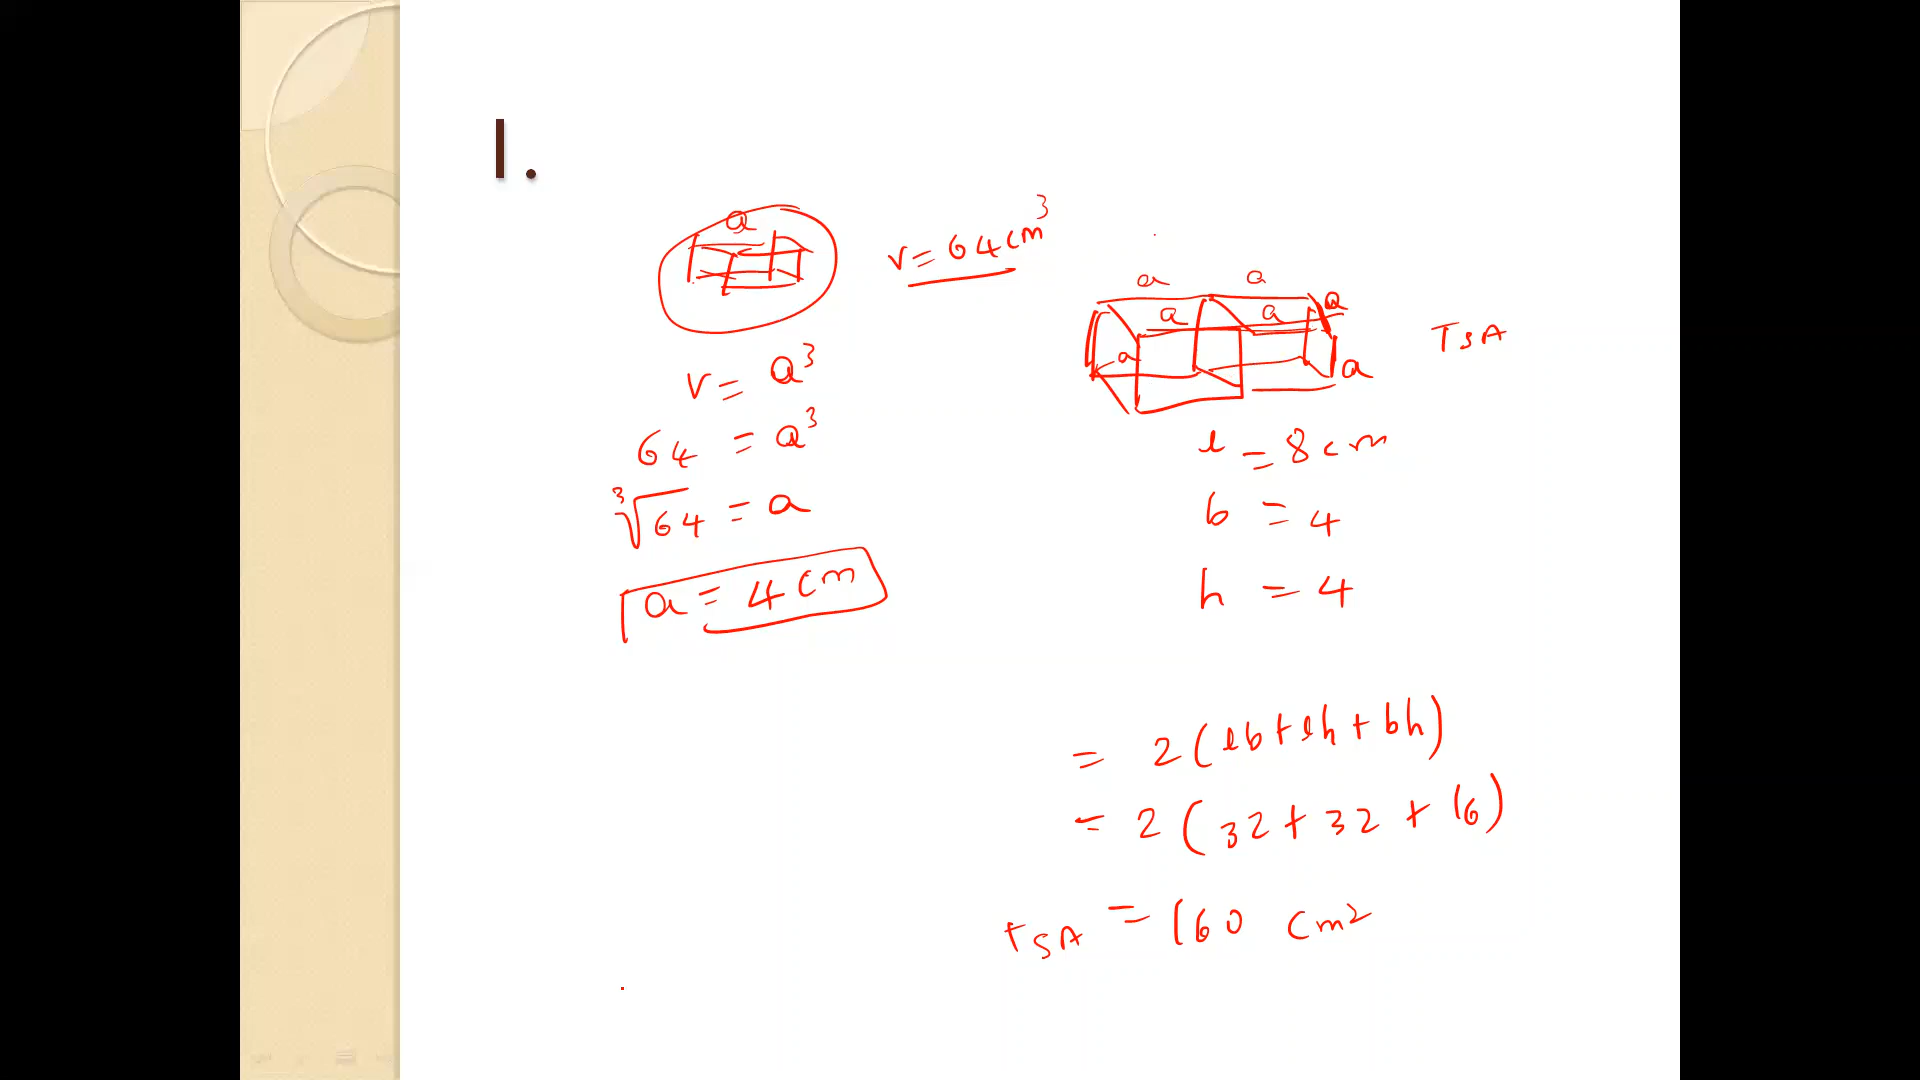 1.
a
v = 64 cm³
a a
a a a
a a
TSA
v = a³
64 = a³
∛64 = a
a = 4 cm
l = 8 cm
b = 4
h = 4
= 2 (lb + lh + bh)
= 2 (32 + 32 + 16)
TSA = 160 cm²